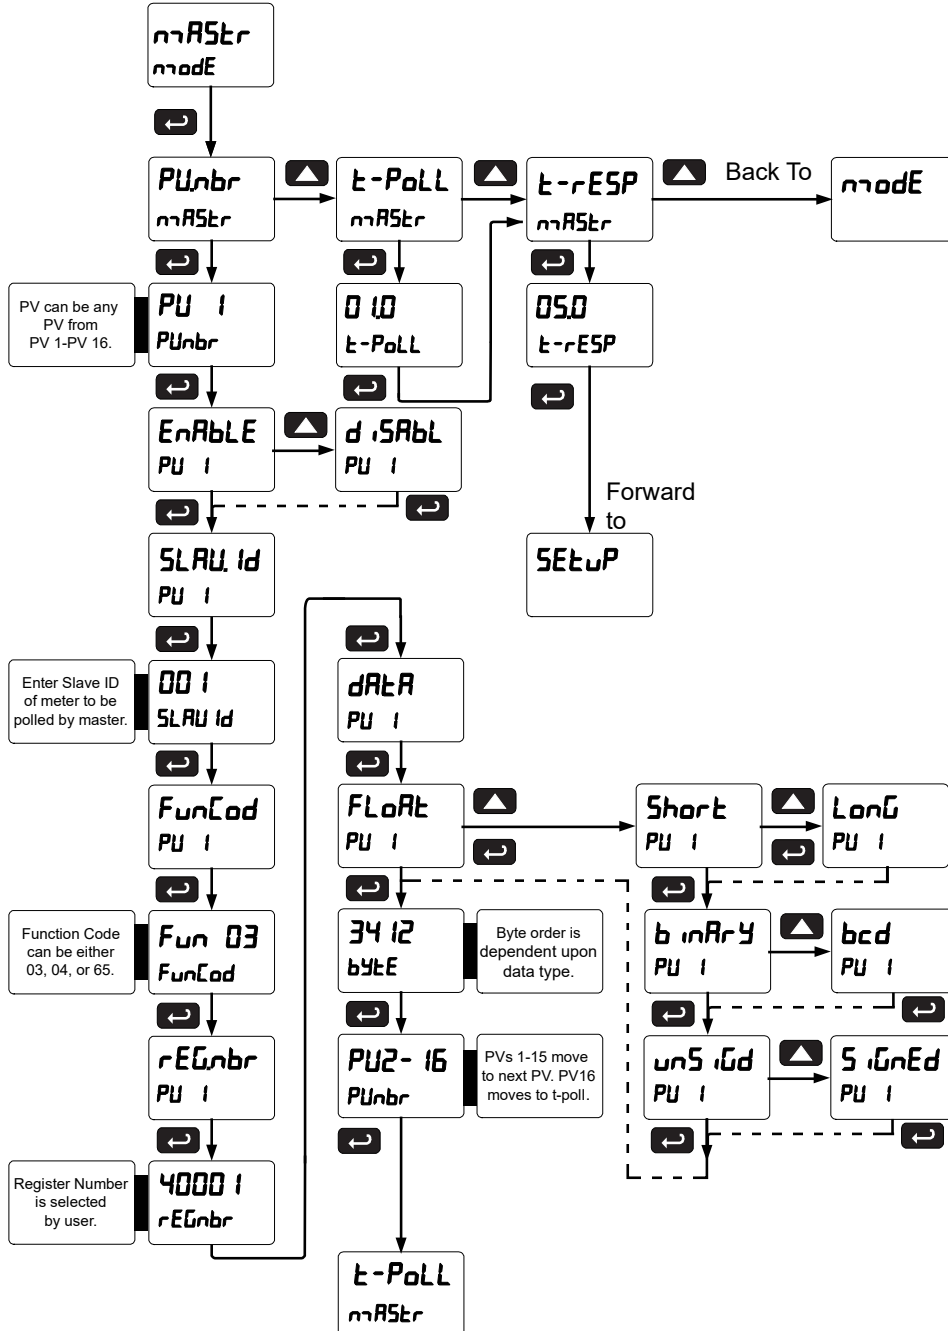 mAStr
modE
PV.nbr
mAStr
t-PoLL
mAStr
t-rESP
mAStr
Back To
modE
PV can be any
PV from
PV 1-PV 16.
PV 1
PVnbr
01.0
t-PoLL
05.0
t-rESP
EnAbLE
PV 1
diSAbL
PV 1
Forward
to
SLAV.Id
PV 1
SEtuP
Enter Slave ID
of meter to be
polled by master.
001
SLAVId
dAtA
PV 1
FunCod
PV 1
FLoAt
PV 1
Short
PV 1
LonG
PV 1
Function Code
can be either
03, 04, or 65.
Fun 03
FunCod
3412
bytE
Byte order is
dependent upon
data type.
binArY
PV 1
bcd
PV 1
rEG.nbr
PV 1
PV2-16
PVnbr
PVs 1-15 move
to next PV. PV16
moves to t-poll.
unSiGd
PV 1
SiGnEd
PV 1
Register Number
is selected
by user.
40001
rEGnbr
t-PoLL
mAStr